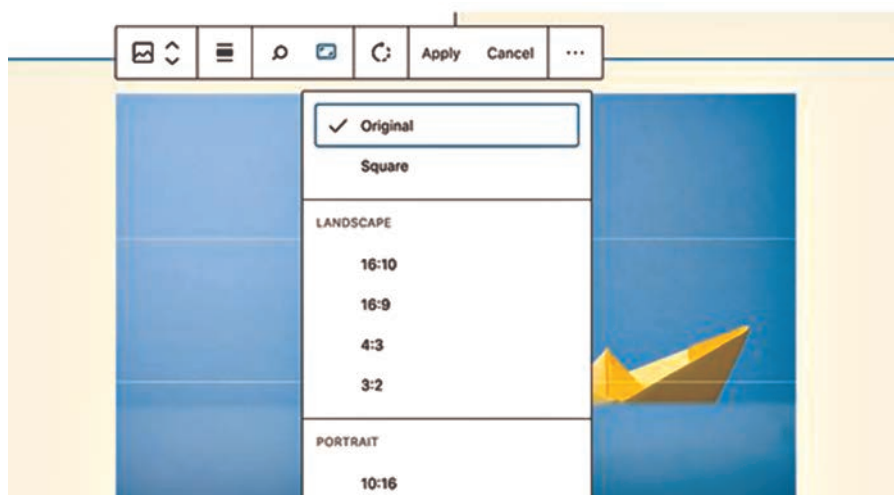 Apply Cancel ...
Original
Square
LANDSCAPE
16:10
16:9
4:3
3:2
PORTRAIT
10:16